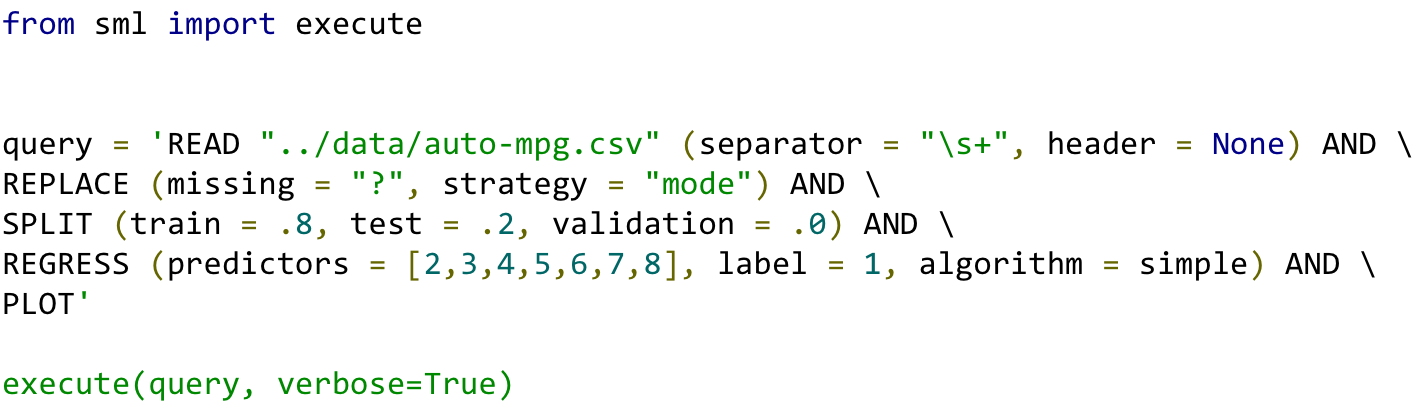 from sml import execute
query = 'READ "../data/auto-mpg.csv" (separator = "\s+", header = None) AND \
REPLACE (missing = "?", strategy = "mode") AND \
SPLIT (train = .8, test = .2, validation = .0) AND \
REGRESS (predictors = [2,3,4,5,6,7,8], label = 1, algorithm = simple) AND \
PLOT'
execute(query, verbose=True)